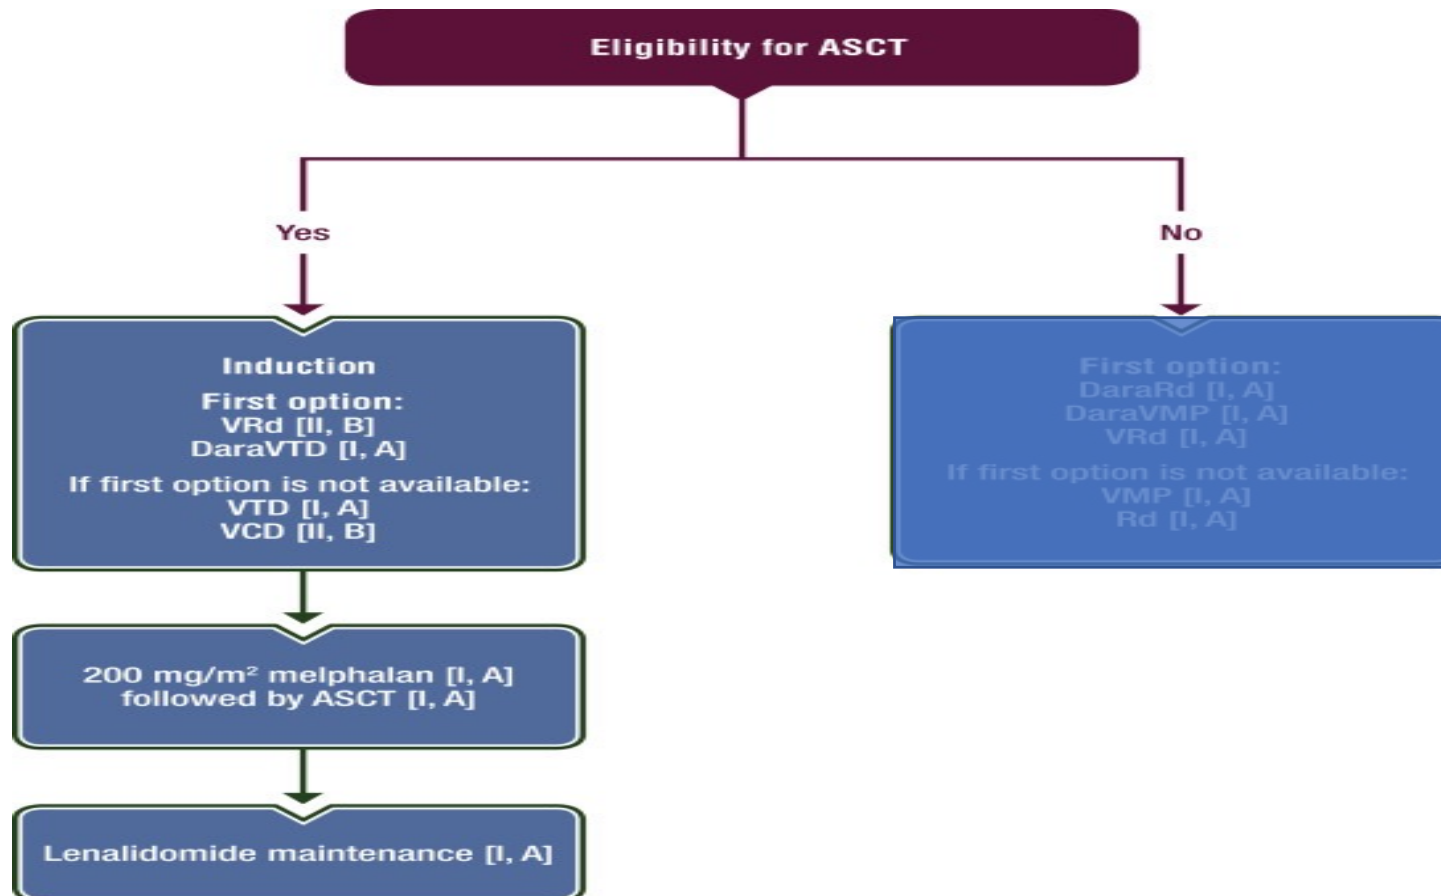 Eligibility for ASCT
Yes
No
Induction
First option:
VRd [II, B]
DaraVTD [I, A]
If first option is not available:
VTD [I, A]
VCD [II, B]
First option:
DaraRd [I, A]
DaraVMP [I, A]
VRd [I, A]
If first option is not available:
VMP [I, A]
Rd [I, A]
200 mg/m² melphalan [I, A]
followed by ASCT [I, A]
Lenalidomide maintenance [I, A]